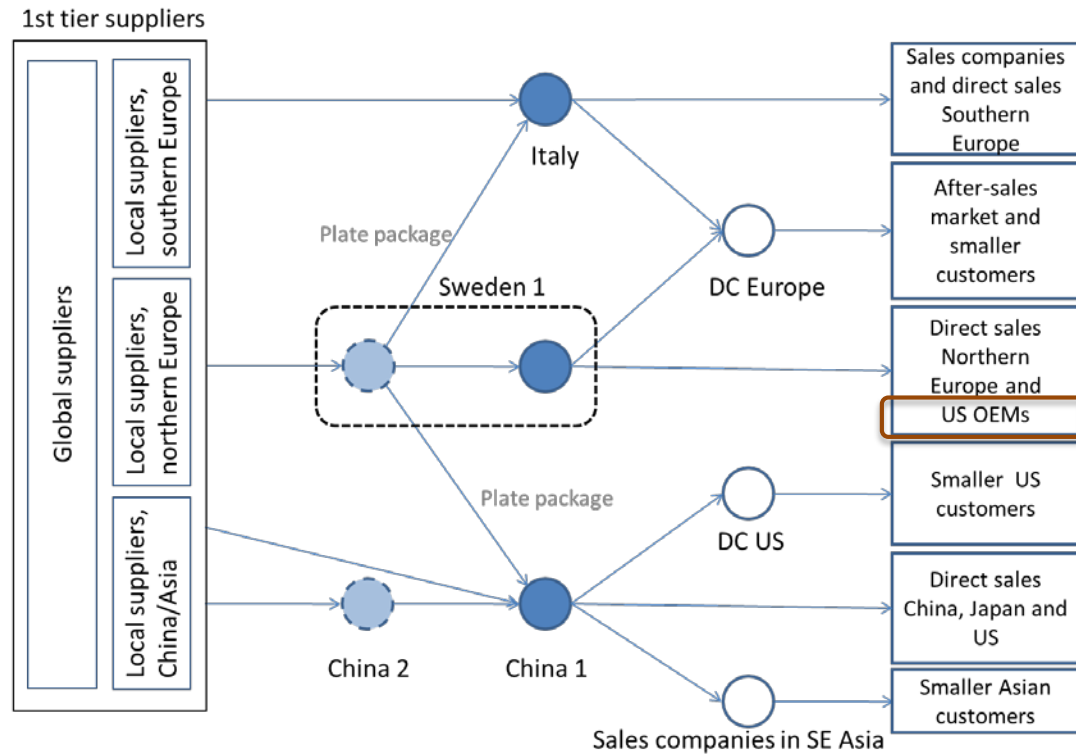 1st tier suppliers
Global suppliers
Local suppliers,
southern Europe
Local suppliers,
northern Europe
Local suppliers,
China/Asia
Italy
Plate package
Sweden 1
DC Europe
Plate package
DC US
China 2
China 1
Sales companies in SE Asia
Sales companies
and direct sales
Southern
Europe
After-sales
market and
smaller
customers
Direct sales
Northern
Europe and
US OEMs
Smaller US
customers
Direct sales
China, Japan and
US
Smaller Asian
customers